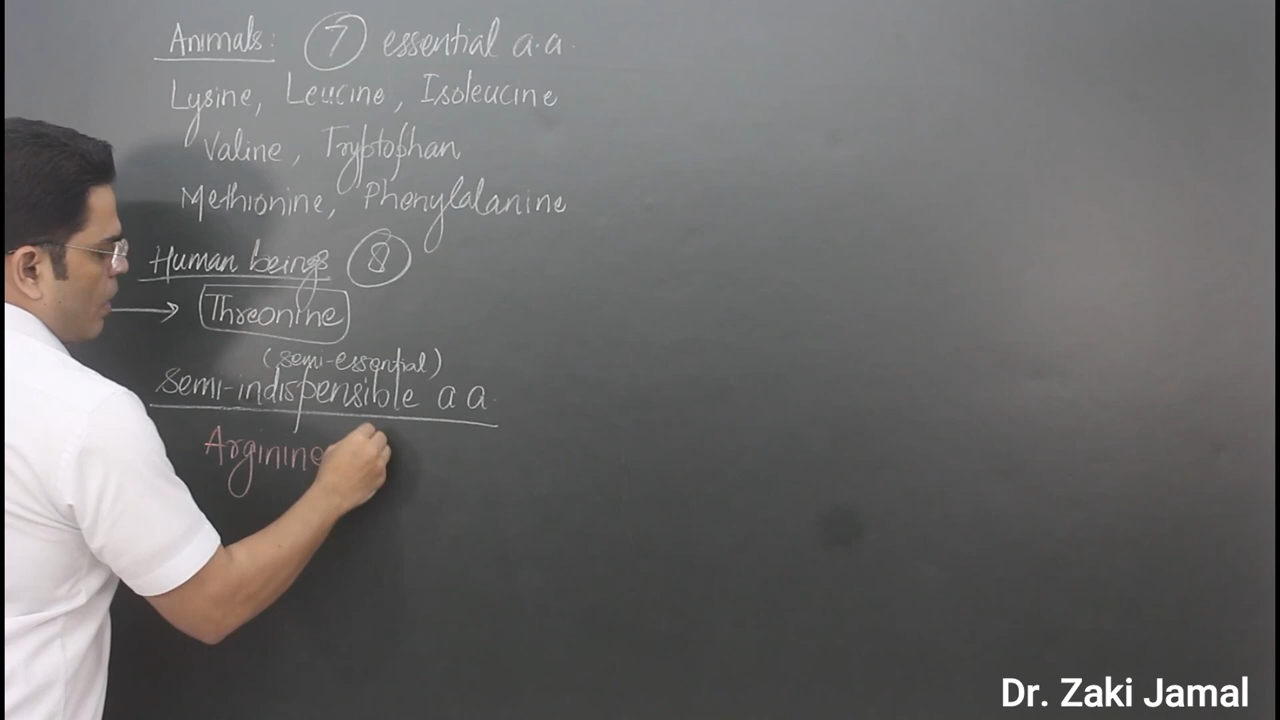 Animals: 7 essential a.a.
Lysine, Leucine, Isoleucine
Valine, Tryptophan
Methionine, Phenylalanine
Human beings 8
→ Threonine
(semi-essential)
Semi-indispensible a a.
Arginine
Dr. Zaki Jamal